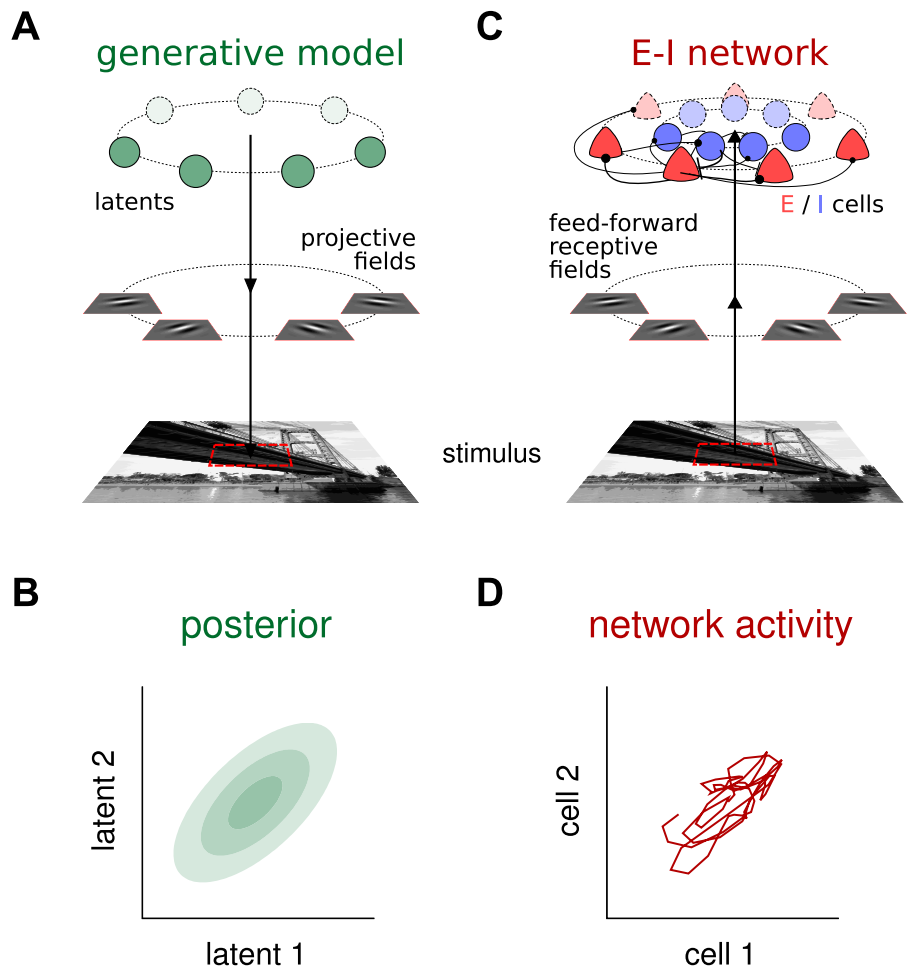 A
generative model
latents
projective
fields
C
E-I network
E / I cells
feed-forward
receptive
fields
stimulus
B
posterior
latent 2
latent 1
D
network activity
cell 2
cell 1